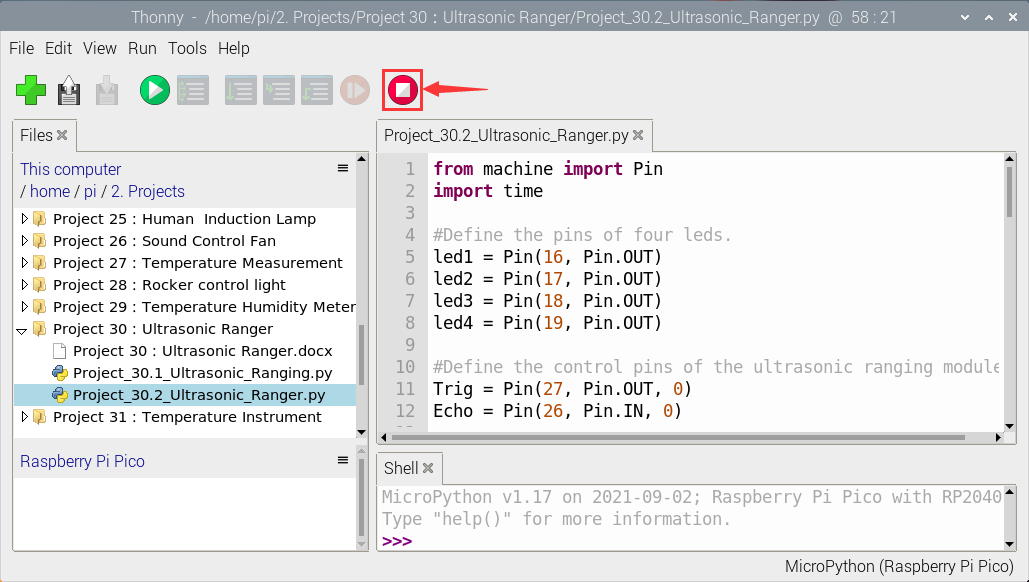 Thonny - /home/pi/2. Projects/Project 30 : Ultrasonic Ranger/Project_30.2_Ultrasonic_Ranger.py @ 58 : 21
File Edit View Run Tools Help
Files
This computer
/ home / pi / 2. Projects
Project 25 : Human Induction Lamp
Project 26 : Sound Control Fan
Project 27 : Temperature Measurement
Project 28 : Rocker control light
Project 29 : Temperature Humidity Meter
Project 30 : Ultrasonic Ranger
Project 30 : Ultrasonic Ranger.docx
Project_30.1_Ultrasonic_Ranging.py
Project_30.2_Ultrasonic_Ranger.py
Project 31 : Temperature Instrument
Raspberry Pi Pico
Project_30.2_Ultrasonic_Ranger.py
1 from machine import Pin
2 import time
3
4 #Define the pins of four leds.
5 led1 = Pin(16, Pin.OUT)
6 led2 = Pin(17, Pin.OUT)
7 led3 = Pin(18, Pin.OUT)
8 led4 = Pin(19, Pin.OUT)
9
10 #Define the control pins of the ultrasonic ranging module
11 Trig = Pin(27, Pin.OUT, 0)
12 Echo = Pin(26, Pin.IN, 0)
Shell
MicroPython v1.17 on 2021-09-02; Raspberry Pi Pico with RP2040
Type "help()" for more information.
>>>
MicroPython (Raspberry Pi Pico)